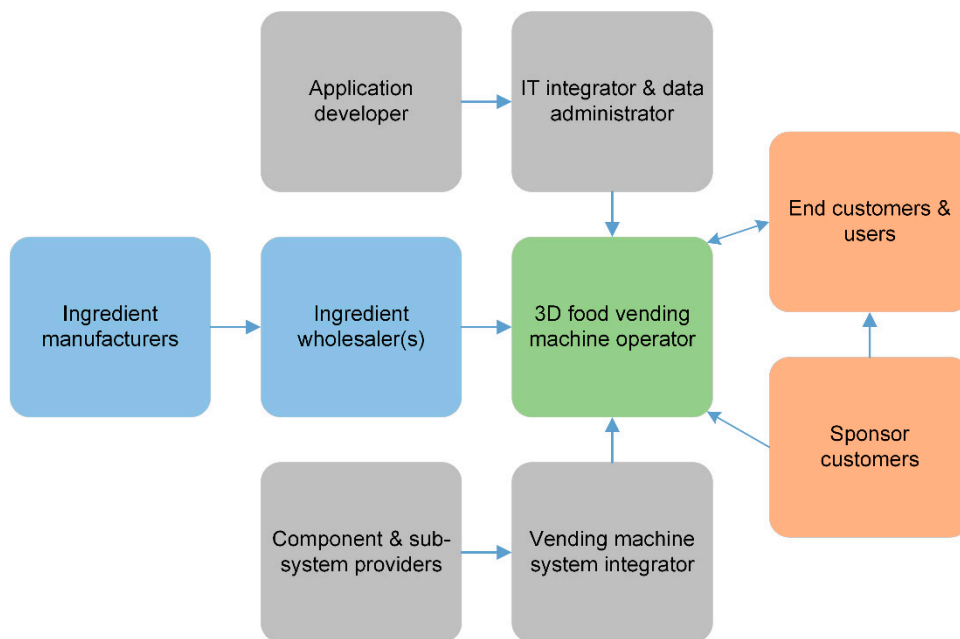 Application
developer
IT integrator & data
administrator
End customers &
users
Ingredient
manufacturers
Ingredient
wholesaler(s)
3D food vending
machine operator
Sponsor
customers
Component & sub-
system providers
Vending machine
system integrator